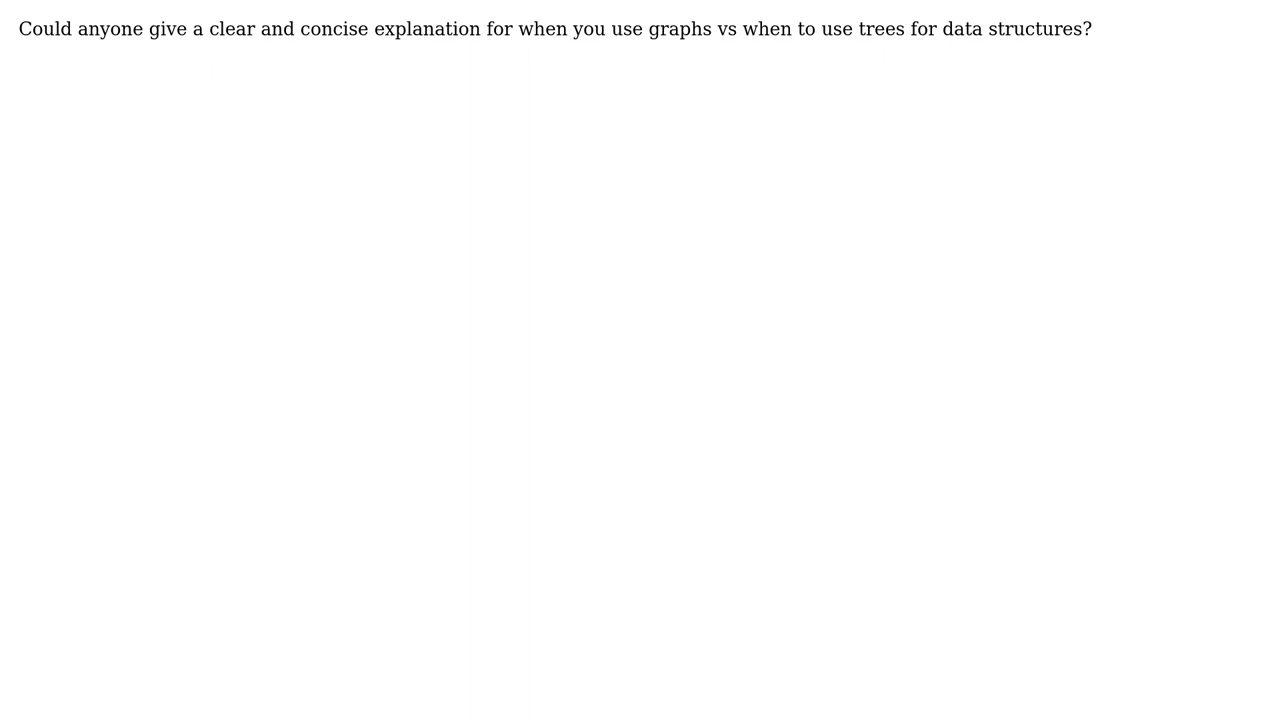 Could anyone give a clear and concise explanation for when you use graphs vs when to use trees for data structures?